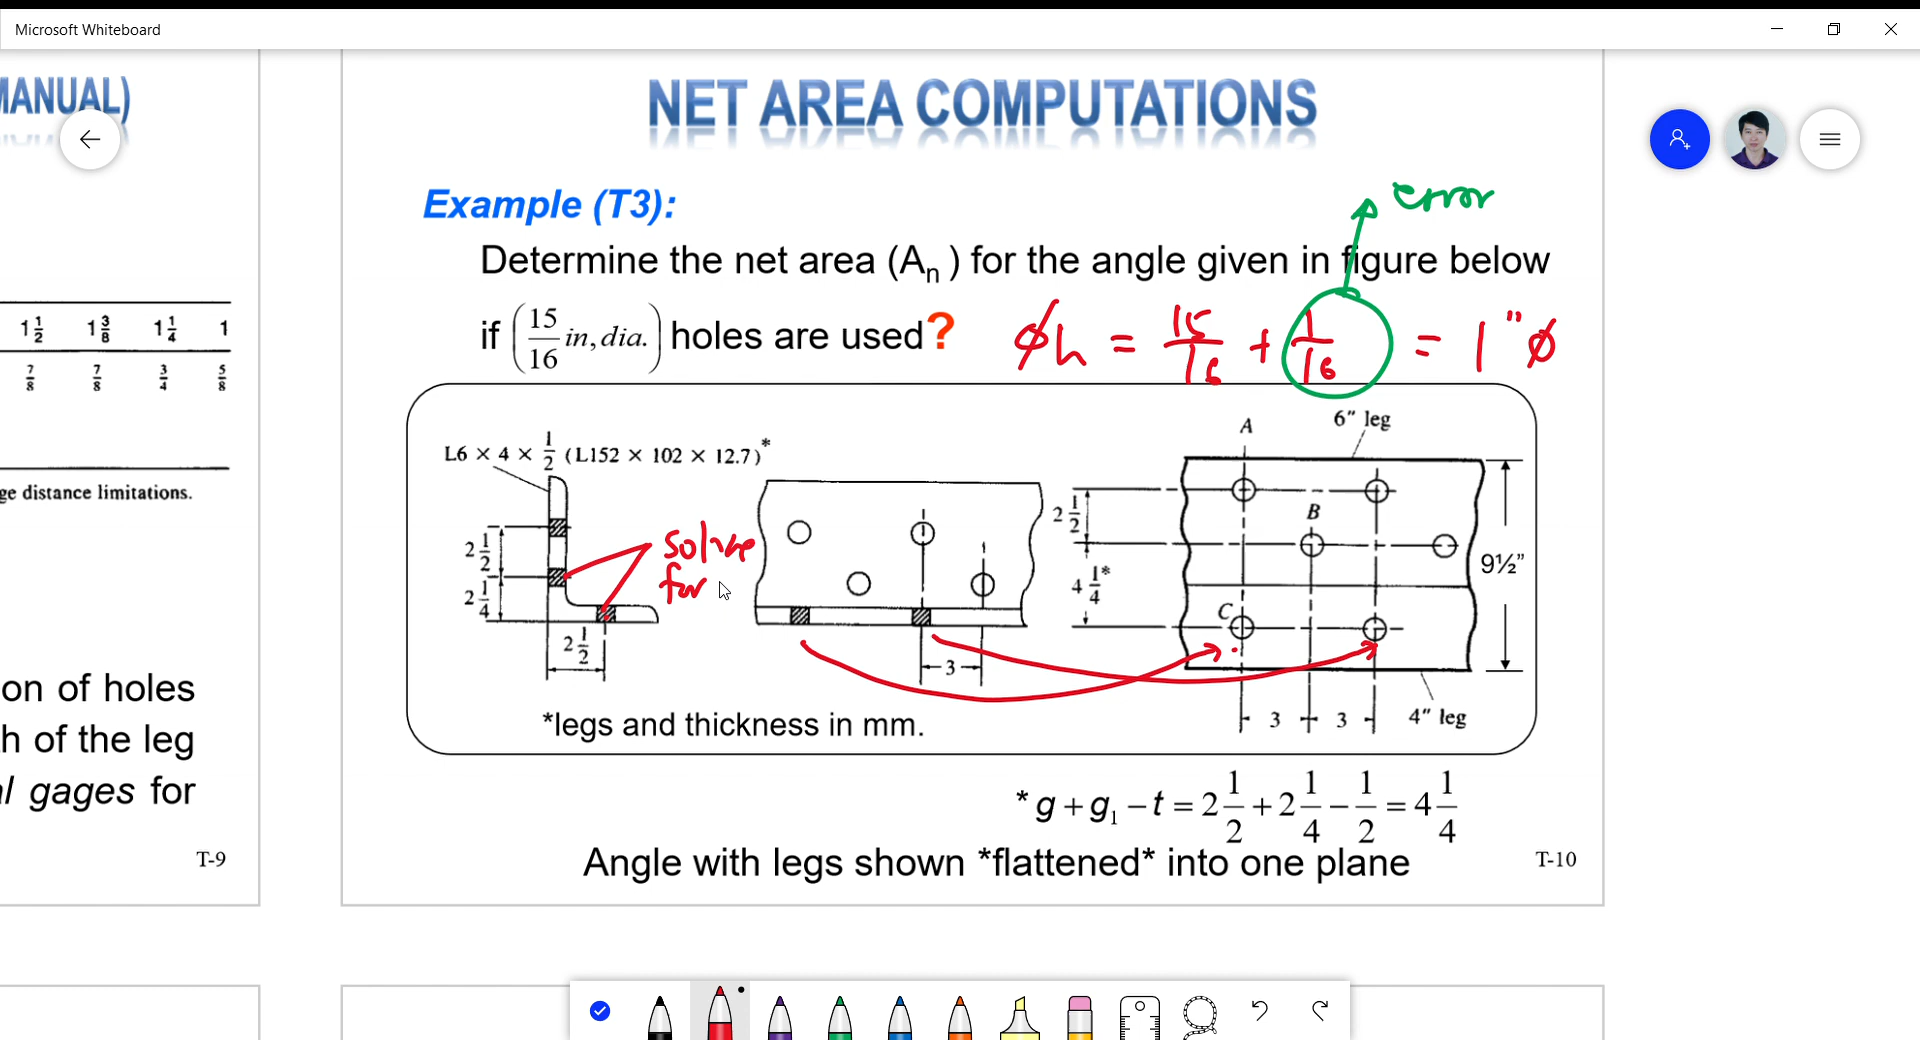 Microsoft Whiteboard
MANUAL)
1 1/2 1 3/8 1 1/4 1
7/8 7/8 3/4 5/8
ge distance limitations.
on of holes
h of the leg
al gages for
T-9
NET AREA COMPUTATIONS
error
Example (T3):
Determine the net area (An ) for the angle given in figure below
if (15/16 in, dia.) holes are used? øh = 15/16 + 1/16 = 1" ø
L6 × 4 × 1/2 (L152 × 102 × 12.7)*
2 1/2
2 1/4
2 1/2
solve
for
3
A
6" leg
B
2 1/2
4 1/4*
C
9½"
3 3
4" leg
*legs and thickness in mm.
* g + g1 − t = 2 1/2 + 2 1/4 − 1/2 = 4 1/4
Angle with legs shown *flattened* into one plane
T-10